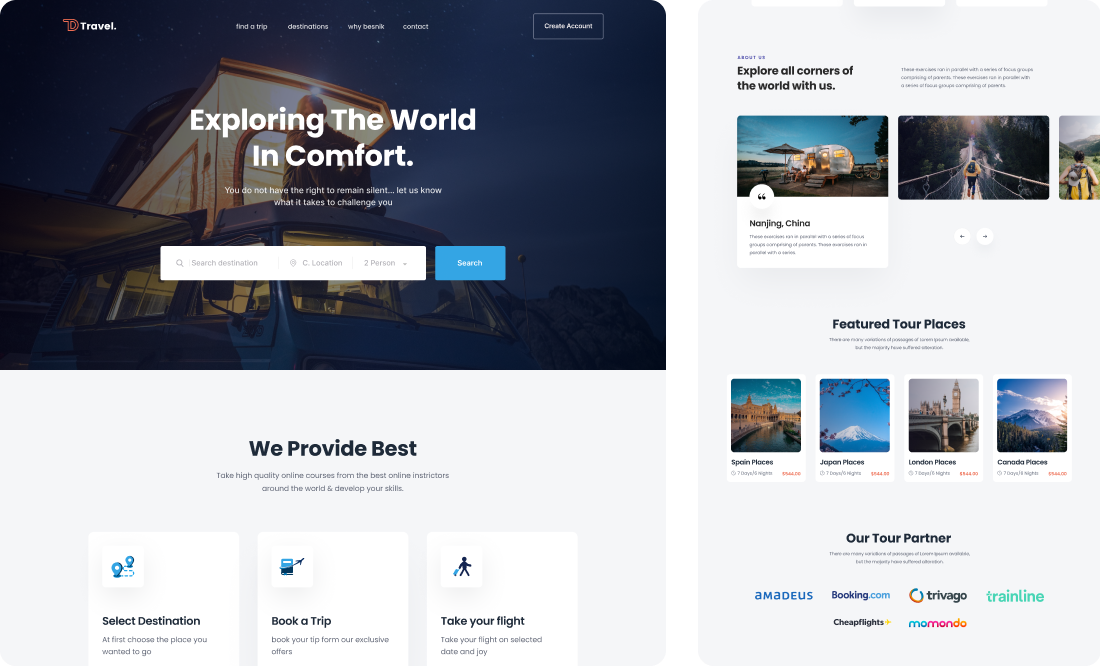 Travel.
find a trip
destinations
why besnik
contact
Create Account
Exploring The World
In Comfort.
You do not have the right to remain silent... let us know
what it takes to challenge you
Search destination
C. Location
2 Person
Search
We Provide Best
Take high quality online courses from the best online instrictors
around the world & develop your skills.
Select Destination
At first choose the place you
wanted to go
Book a Trip
book your tip form our exclusive
offers
Take your flight
Take your flight on selected
date and joy
ABOUT US
Explore all corners of
the world with us.
These exercises ran in parallel with a series of focus groups
comprising of parents. These exercises ran in parallel with
a series of focus groups comprising of parents.
Nanjing, China
These exercises ran in parallel with a series of focus
groups comprising of parents. These exercises ran in
parallel with a series.
Featured Tour Places
There are many variations of passages of Lorem Ipsum available,
but the majority have suffered alteration.
Spain Places
7 Days/6 Nights
$544.00
Japan Places
7 Days/6 Nights
$544.00
London Places
7 Days/6 Nights
$544.00
Canada Places
7 Days/6 Nights
$544.00
Our Tour Partner
There are many variations of passages of Lorem Ipsum available,
but the majority have suffered alteration.
amadeus
Booking.com
trivago
trainline
Cheapflights
momondo